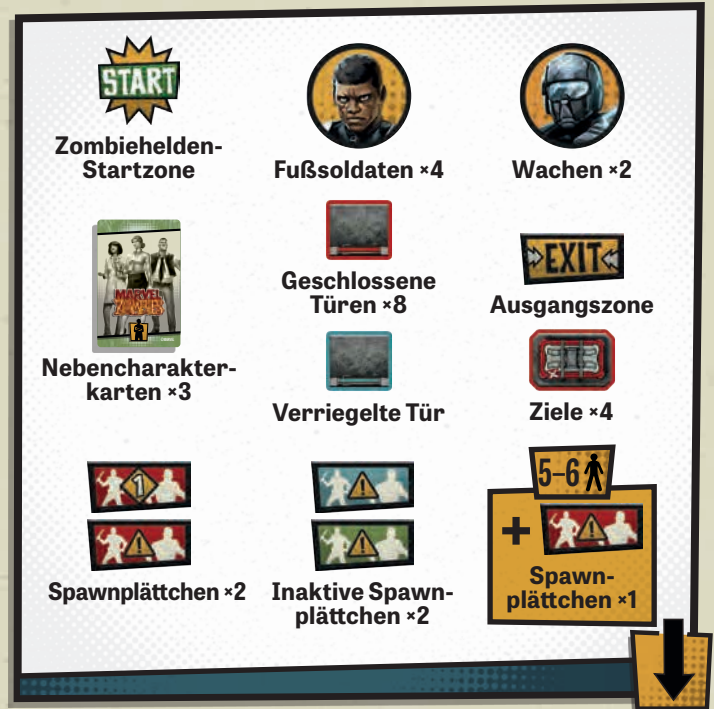 START
Zombiehelden-
Startzone
Fußsoldaten ×4
Wachen ×2
MARVEL
ZOMBIES
Nebencharakter-
karten ×3
Geschlossene
Türen ×8
EXIT
Ausgangszone
Verriegelte Tür
Ziele ×4
1
!
Spawnplättchen ×2
!
!
Inaktive Spawn-
plättchen ×2
5–6
+
!
Spawn-
plättchen ×1